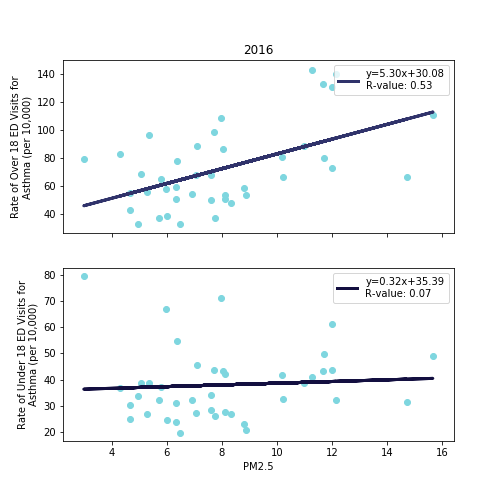 2016
Rate of Over 18 ED Visits for
Asthma (per 10,000)
140
120
100
80
60
40
y=5.30x+30.08
R-value: 0.53
Rate of Under 18 ED Visits for
Asthma (per 10,000)
80
70
60
50
40
30
20
y=0.32x+35.39
R-value: 0.07
4 6 8 10 12 14 16
PM2.5